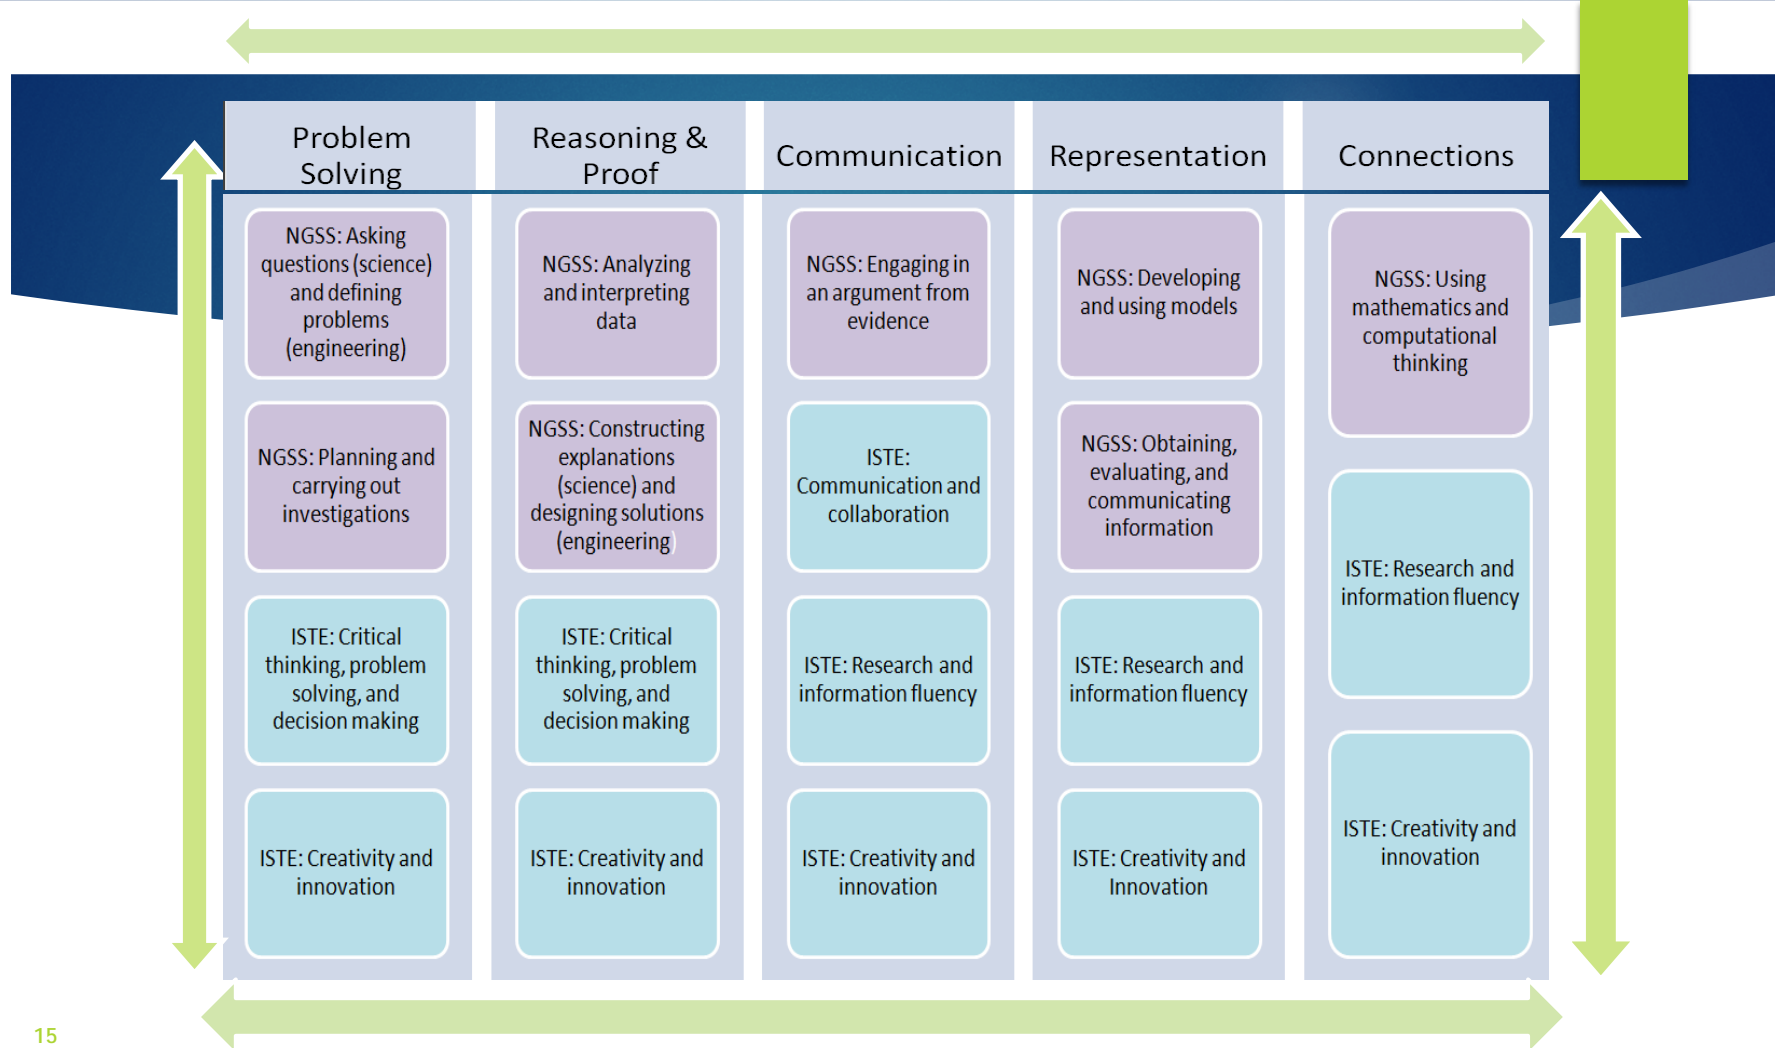 Problem
Solving
Reasoning &
Proof
Communication
Representation
Connections
NGSS: Asking
questions (science)
and defining
problems
(engineering)
NGSS: Planning and
carrying out
investigations
ISTE: Critical
thinking, problem
solving, and
decision making
ISTE: Creativity and
innovation
NGSS: Analyzing
and interpreting
data
NGSS: Constructing
explanations
(science) and
designing solutions
(engineering)
ISTE: Critical
thinking, problem
solving, and
decision making
ISTE: Creativity and
innovation
NGSS: Engaging in
an argument from
evidence
ISTE:
Communication and
collaboration
ISTE: Research and
information fluency
ISTE: Creativity and
innovation
NGSS: Developing
and using models
NGSS: Obtaining,
evaluating, and
communicating
information
ISTE: Research and
information fluency
ISTE: Creativity and
Innovation
NGSS: Using
mathematics and
computational
thinking
ISTE: Research and
information fluency
ISTE: Creativity and
innovation
15